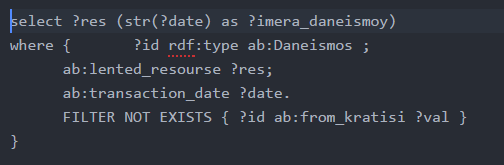 select ?res (str(?date) as ?imera_daneismoy)
where { ?id rdf:type ab:Daneismos ;
ab:lented_resourse ?res;
ab:transaction_date ?date.
FILTER NOT EXISTS { ?id ab:from_kratisi ?val }
}